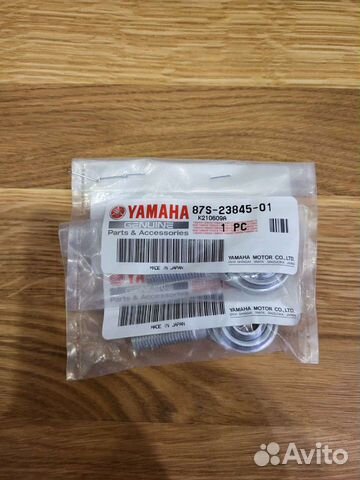 YAMAHA
GENUINE
Parts & Accessories
87S-23845-01
K210609A
1 PC
MADE IN JAPAN
YAMAHA MOTOR CO., LTD.
YAMAHA MOTOR CO., LTD.
MADE IN JAPAN
Avito